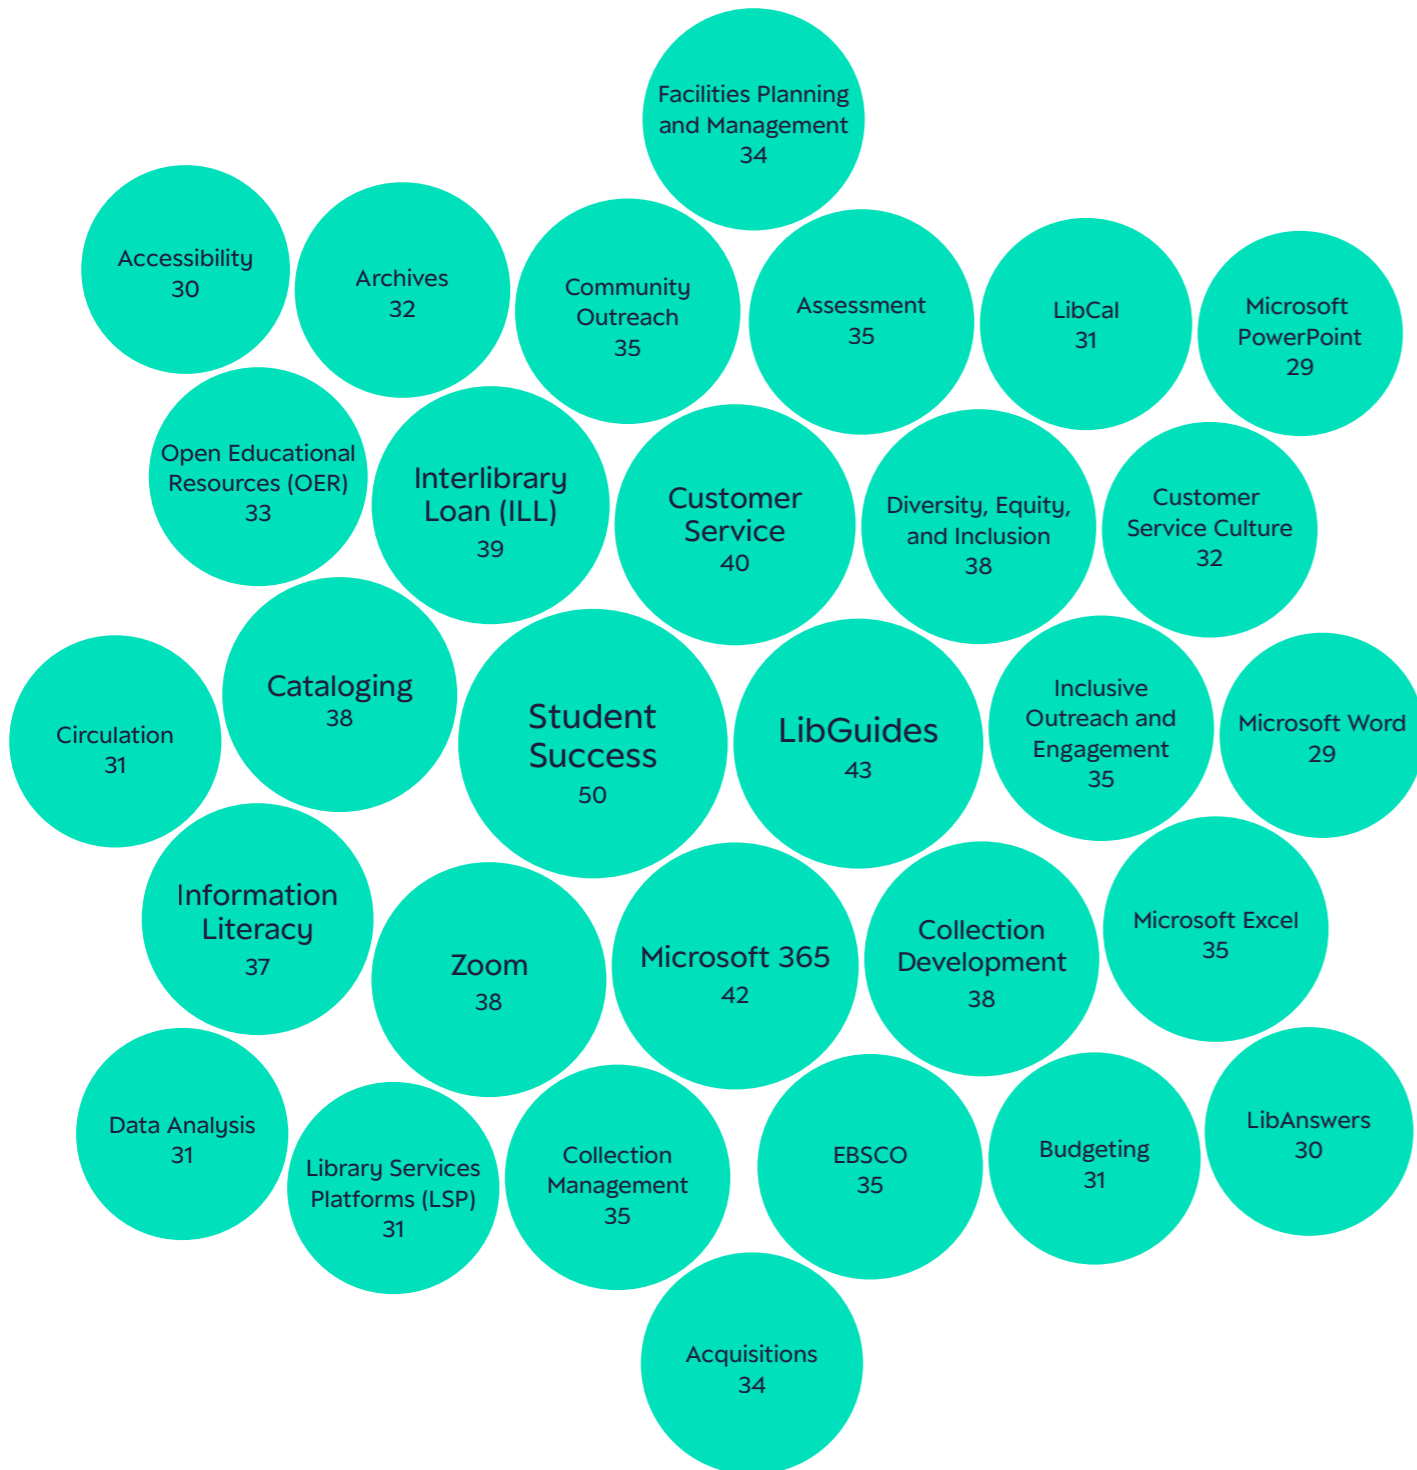 Facilities Planning
and Management
34
Accessibility
30
Archives
32
Community
Outreach
35
Assessment
35
LibCal
31
Microsoft
PowerPoint
29
Open Educational
Resources (OER)
33
Interlibrary
Loan (ILL)
39
Customer
Service
40
Diversity, Equity,
and Inclusion
38
Customer
Service Culture
32
Circulation
31
Cataloging
38
Student
Success
50
LibGuides
43
Inclusive
Outreach and
Engagement
35
Microsoft Word
29
Information
Literacy
37
Zoom
38
Microsoft 365
42
Collection
Development
38
Microsoft Excel
35
Data Analysis
31
Library Services
Platforms (LSP)
31
Collection
Management
35
EBSCO
35
Budgeting
31
LibAnswers
30
Acquisitions
34